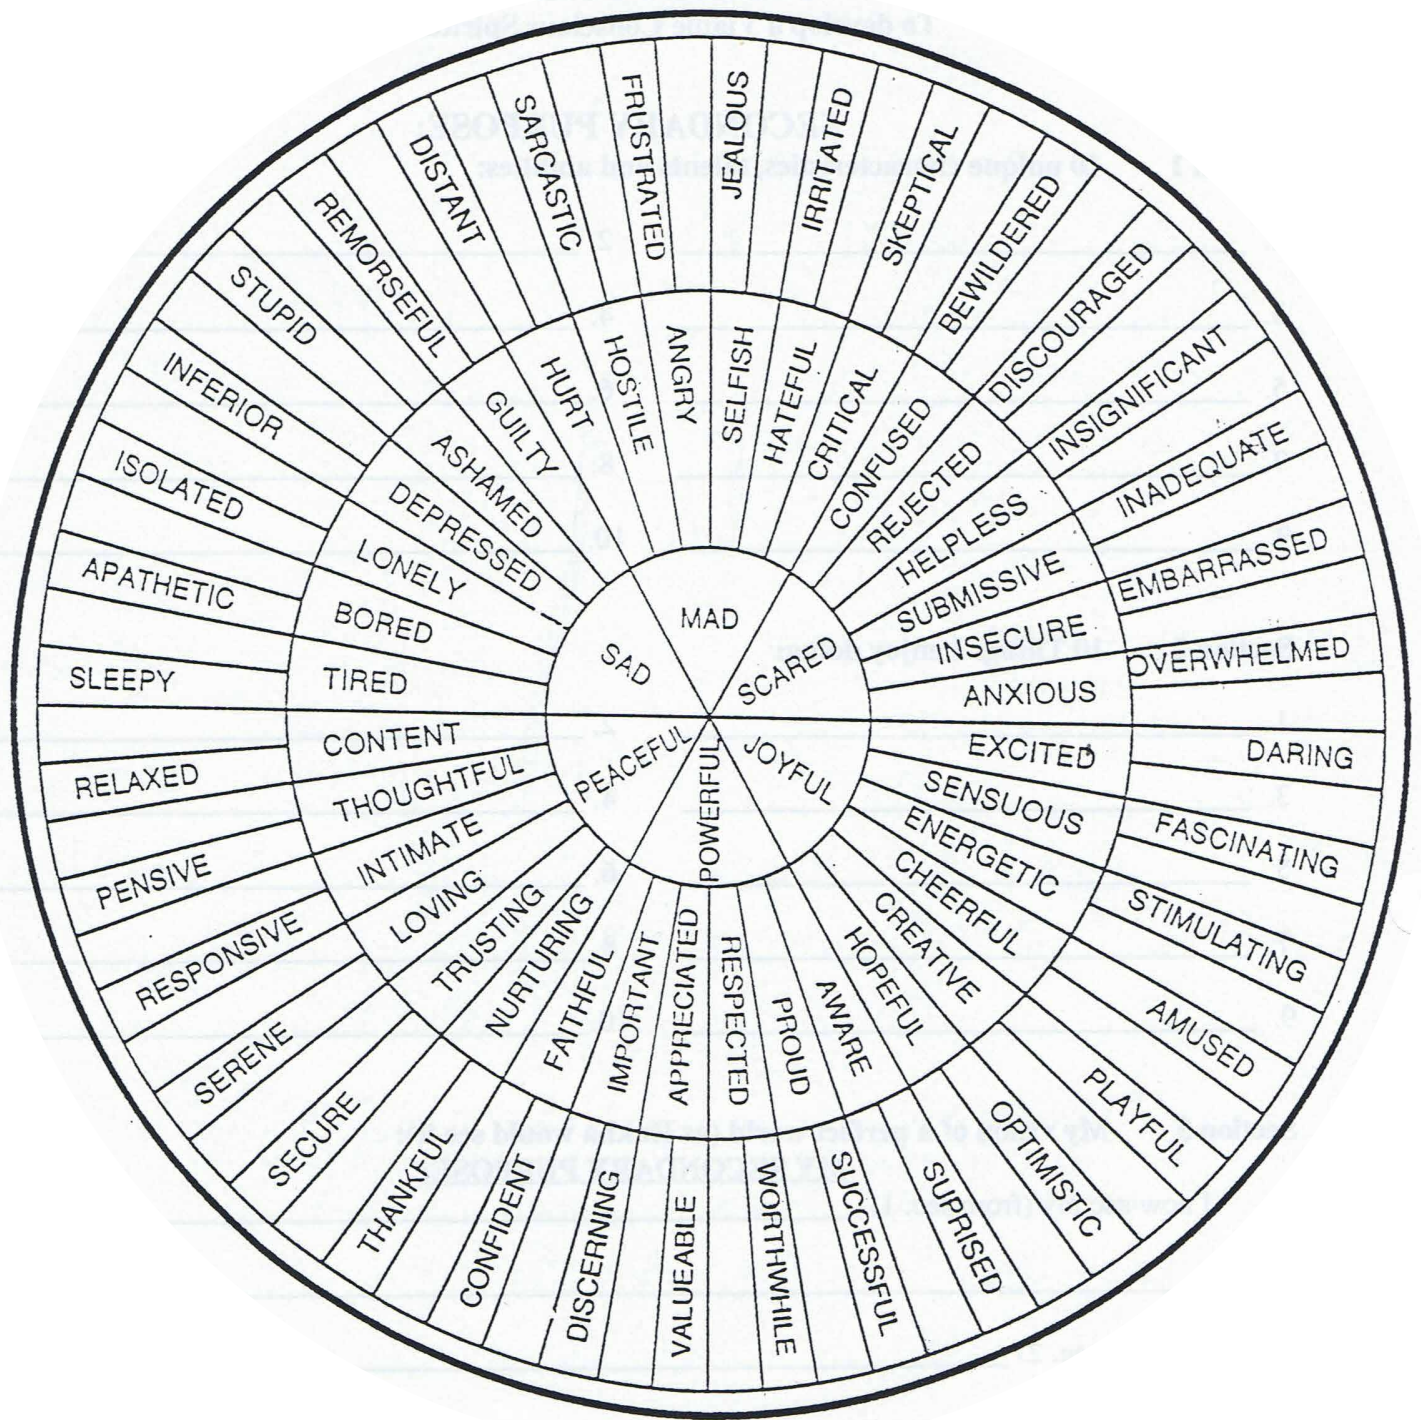 MAD
SCARED
JOYFUL
POWERFUL
PEACEFUL
SAD
HURT
HOSTILE
ANGRY
SELFISH
HATEFUL
CRITICAL
CONFUSED
REJECTED
HELPLESS
SUBMISSIVE
INSECURE
ANXIOUS
EXCITED
SENSUOUS
ENERGETIC
CHEERFUL
CREATIVE
HOPEFUL
AWARE
PROUD
RESPECTED
APPRECIATED
IMPORTANT
FAITHFUL
NURTURING
TRUSTING
LOVING
INTIMATE
THOUGHTFUL
CONTENT
TIRED
BORED
LONELY
DEPRESSED
ASHAMED
GUILTY
DISTANT
SARCASTIC
FRUSTRATED
JEALOUS
IRRITATED
SKEPTICAL
BEWILDERED
DISCOURAGED
INSIGNIFICANT
INADEQUATE
EMBARRASSED
OVERWHELMED
DARING
FASCINATING
STIMULATING
AMUSED
PLAYFUL
OPTIMISTIC
SUPRISED
SUCCESSFUL
WORTHWHILE
VALUEABLE
DISCERNING
CONFIDENT
THANKFUL
SECURE
SERENE
RESPONSIVE
PENSIVE
RELAXED
SLEEPY
APATHETIC
ISOLATED
INFERIOR
STUPID
REMORSEFUL